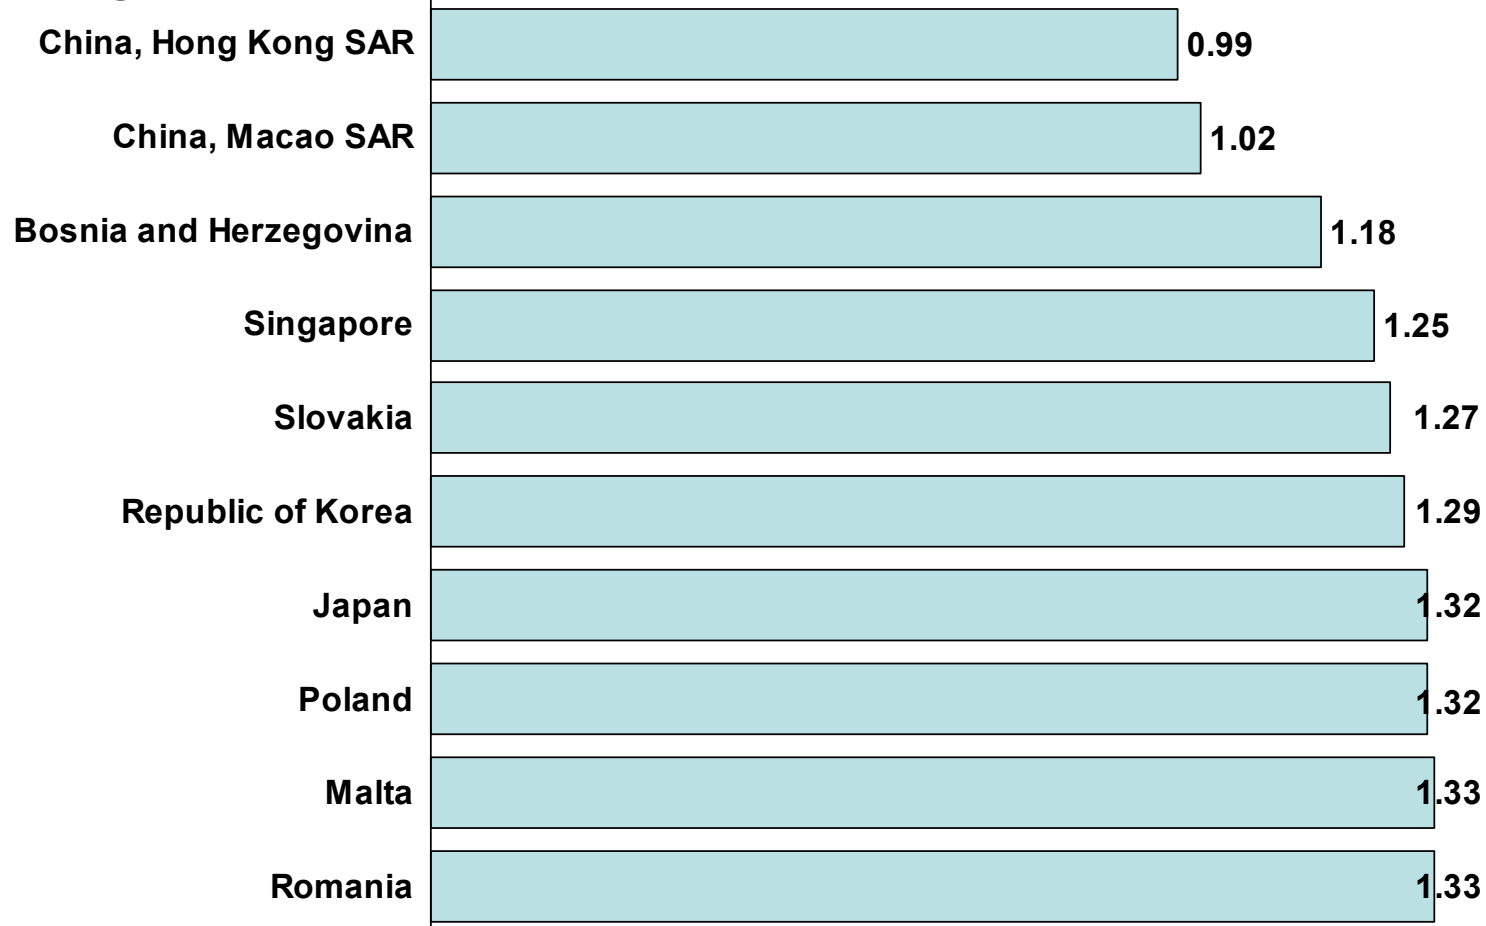 China, Hong Kong SAR 0.99
China, Macao SAR 1.02
Bosnia and Herzegovina 1.18
Singapore 1.25
Slovakia 1.27
Republic of Korea 1.29
Japan 1.32
Poland 1.32
Malta 1.33
Romania 1.33